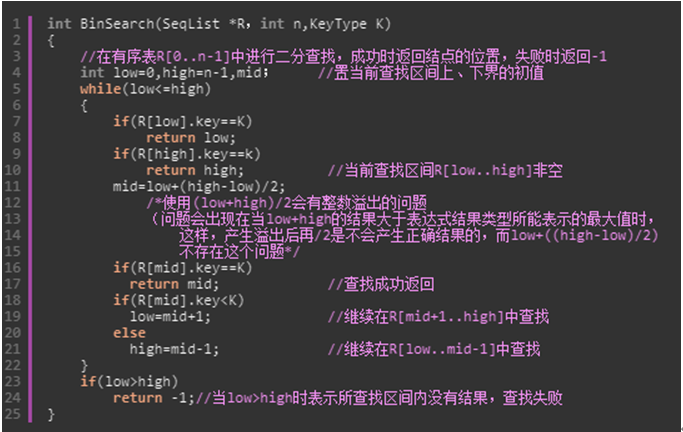 1 int BinSearch(SeqList *R，int n,KeyType K)
2 {
3 //在有序表R[0..n-1]中进行二分查找，成功时返回结点的位置，失败时返回-1
4 int low=0,high=n-1,mid； //置当前查找区间上、下界的初值
5 while(low<=high)
6 {
7 if(R[low].key==K)
8 return low;
9 if(R[high].key==k)
10 return high; //当前查找区间R[low..high]非空
11 mid=low+(high-low)/2;
12 /*使用(low+high)/2会有整数溢出的问题
13 （问题会出现在当low+high的结果大于表达式结果类型所能表示的最大值时，
14 这样，产生溢出后再/2是不会产生正确结果的，而low+((high-low)/2)
15 不存在这个问题*/
16 if(R[mid].key==K)
17 return mid; //查找成功返回
18 if(R[mid].key<K)
19 low=mid+1; //继续在R[mid+1..high]中查找
20 else
21 high=mid-1; //继续在R[low..mid-1]中查找
22 }
23 if(low>high)
24 return -1;//当low>high时表示所查找区间内没有结果，查找失败
25 }